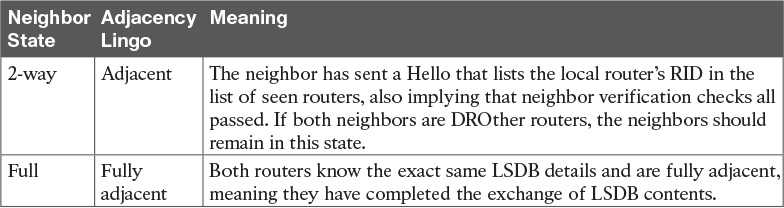 Neighbor State Adjacency Lingo Meaning
2-way Adjacent The neighbor has sent a Hello that lists the local router’s RID in the
list of seen routers, also implying that neighbor verification checks all
passed. If both neighbors are DROther routers, the neighbors should
remain in this state.
Full Fully adjacent Both routers know the exact same LSDB details and are fully adjacent,
meaning they have completed the exchange of LSDB contents.